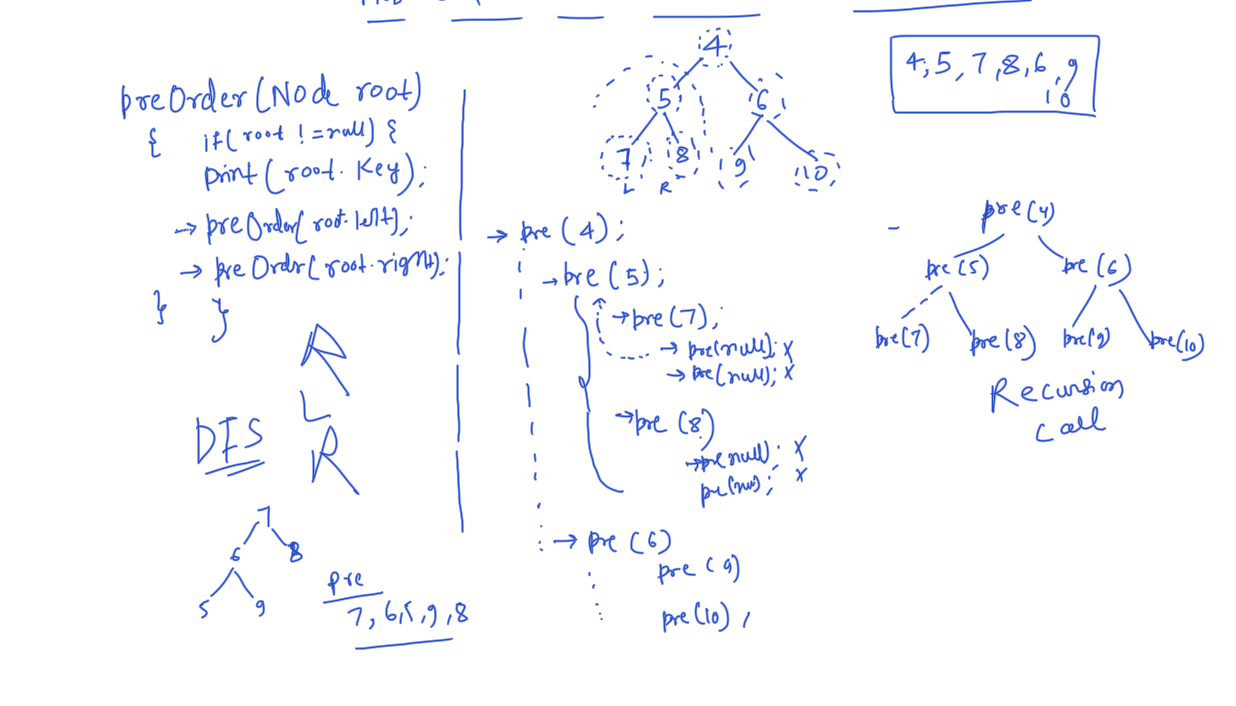 preOrder(Node root)
{ if( root != null) {
print(root. Key);
→ preOrder( root.left);
→ preOrdr(root.right);
} }
R
L
R
DFS
7
6 8
5 9
pre
7, 6, 5, 9, 8
4
5 6
7 8 9 10
L R
→ pre (4);
→ pre (5);
→ pre(7);
→ pre(null); x
→ pre(null); x
→ pre (8)
→ pre null); x
pre(nul); x
→ pre (6)
pre (9)
pre(10) ,
4, 5, 7, 8, 6, 9
10
pre(4)
pre(5) pre(6)
pre(7) pre(8) pre(9) pre(10)
Recursion
call